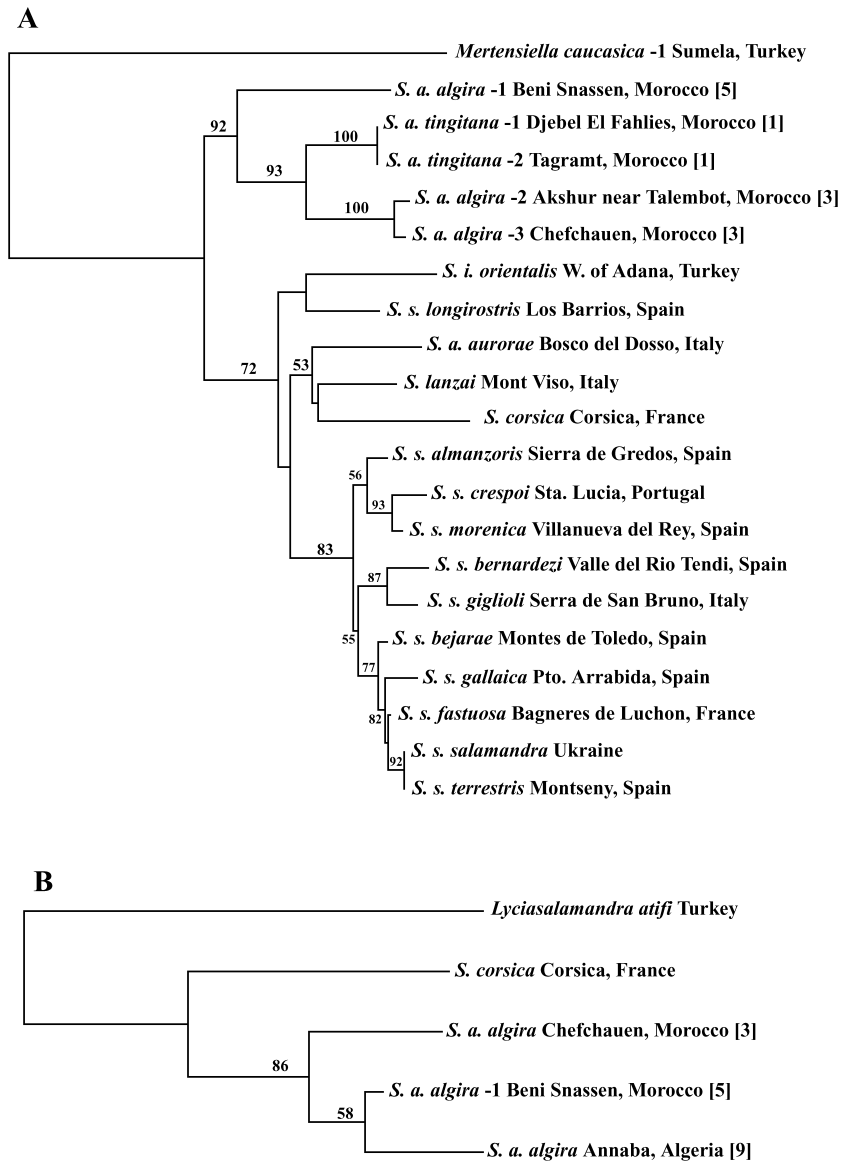 A
Mertensiella caucasica -1 Sumela, Turkey
S. a. algira -1 Beni Snassen, Morocco [5]
92
S. a. tingitana -1 Djebel El Fahlies, Morocco [1]
100
S. a. tingitana -2 Tagramt, Morocco [1]
93
S. a. algira -2 Akshur near Talembot, Morocco [3]
100
S. a. algira -3 Chefchauen, Morocco [3]
S. i. orientalis W. of Adana, Turkey
S. s. longirostris Los Barrios, Spain
S. a. aurorae Bosco del Dosso, Italy
72
53
S. lanzai Mont Viso, Italy
S. corsica Corsica, France
S. s. almanzoris Sierra de Gredos, Spain
56
S. s. crespoi Sta. Lucia, Portugal
93
S. s. morenica Villanueva del Rey, Spain
83
S. s. bernardezi Valle del Rio Tendi, Spain
87
S. s. giglioli Serra de San Bruno, Italy
55
S. s. bejarae Montes de Toledo, Spain
77
S. s. gallaica Pto. Arrabida, Spain
S. s. fastuosa Bagneres de Luchon, France
82
S. s. salamandra Ukraine
92
S. s. terrestris Montseny, Spain
B
Lyciasalamandra atifi Turkey
S. corsica Corsica, France
S. a. algira Chefchauen, Morocco [3]
86
S. a. algira -1 Beni Snassen, Morocco [5]
58
S. a. algira Annaba, Algeria [9]